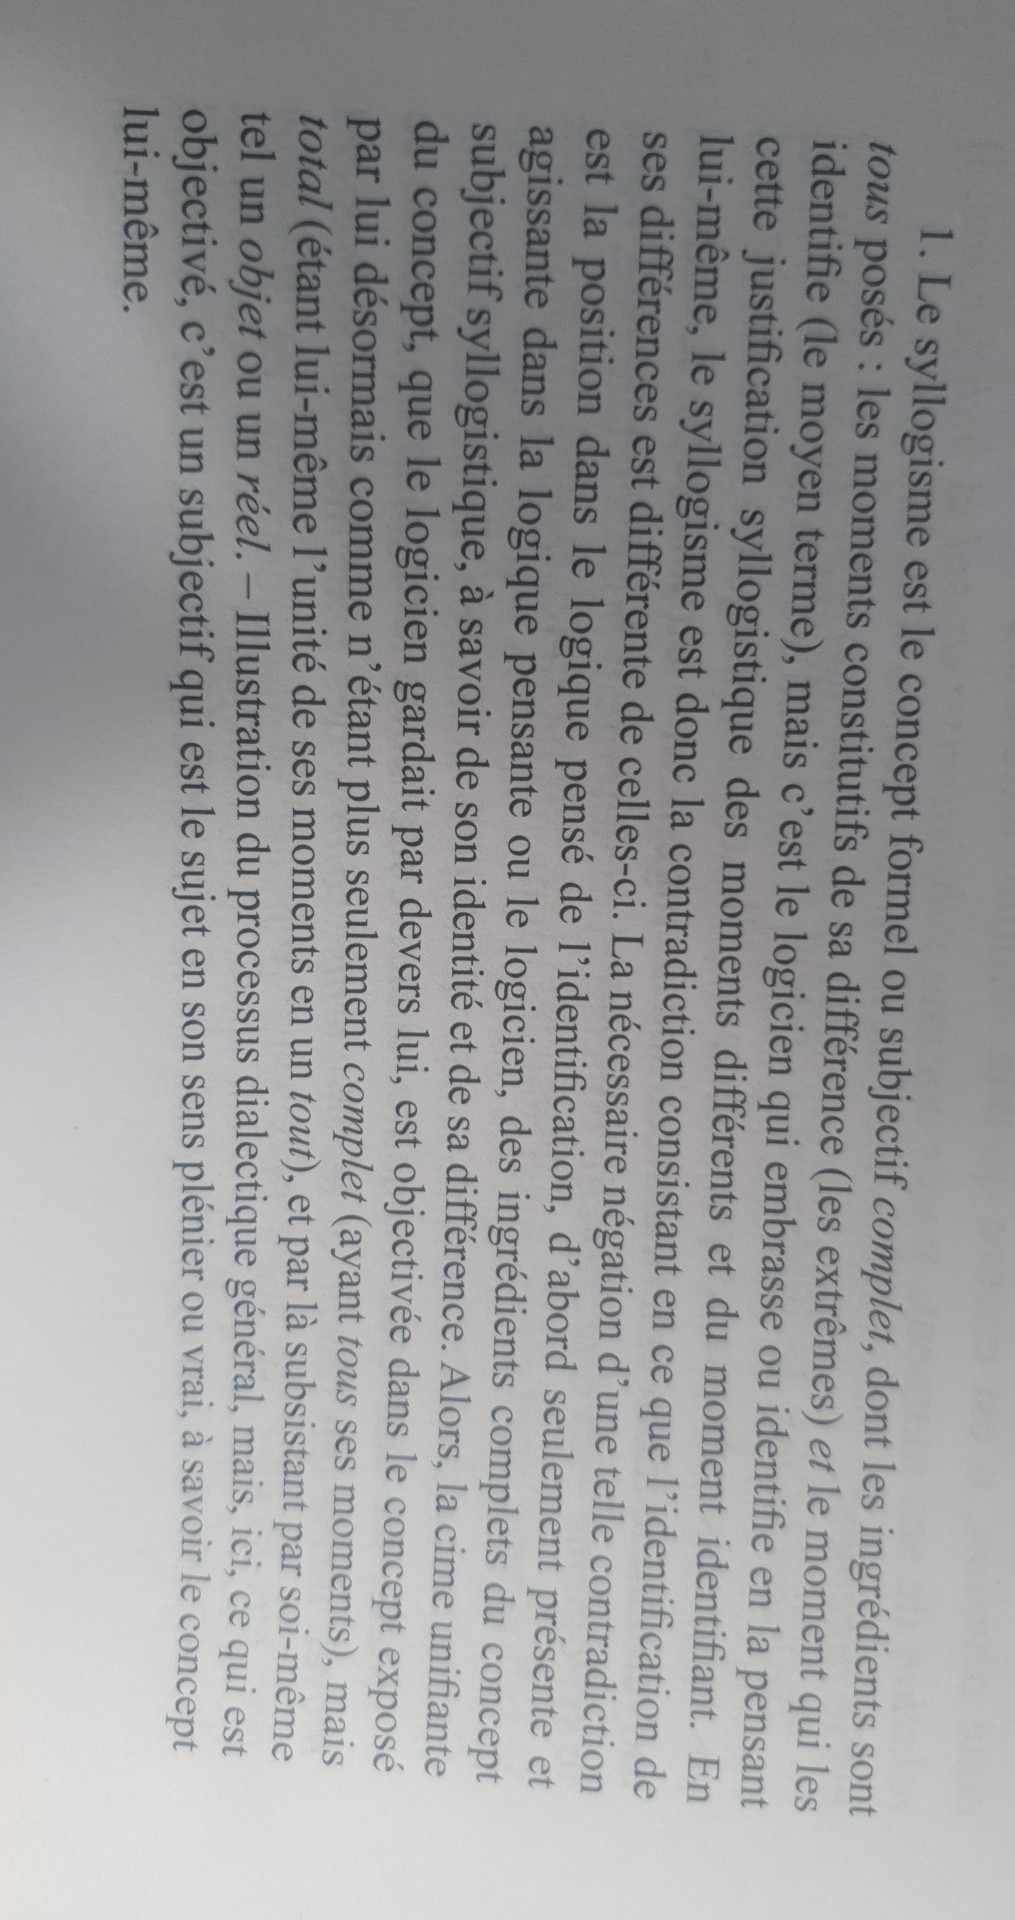 1. Le syllogisme est le concept formel ou subjectif complet, dont les ingrédients sont
tous posés : les moments constitutifs de sa différence (les extrêmes) et le moment qui les
identifie (le moyen terme), mais c'est le logicien qui embrasse ou identifie en la pensant
cette justification syllogistique des moments différents et du moment identifiant. En
lui-même, le syllogisme est donc la contradiction consistant en ce que l'identification de
ses différences est différente de celles-ci. La nécessaire négation d'une telle contradiction
est la position dans le logique pensé de l'identification, d'abord seulement présente et
agissante dans la logique pensante ou le logicien, des ingrédients complets du concept
subjectif syllogistique, à savoir de son identité et de sa différence. Alors, la cime unifiante
du concept, que le logicien gardait par devers lui, est objectivée dans le concept exposé
par lui désormais comme n'étant plus seulement complet (ayant tous ses moments), mais
total (étant lui-même l'unité de ses moments en un tout), et par là subsistant par soi-même
tel un objet ou un réel. – Illustration du processus dialectique général, mais, ici, ce qui est
objectivé, c'est un subjectif qui est le sujet en son sens plénier ou vrai, à savoir le concept
lui-même.